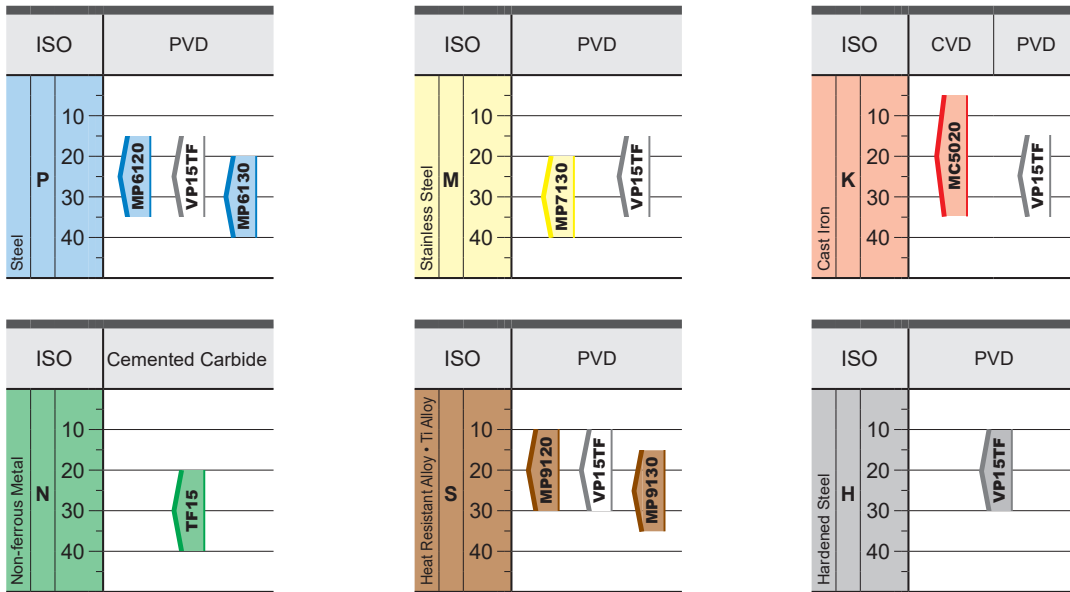 ISO PVD
Steel
P
10
20
30
40
MP6120
VP15TF
MP6130
ISO PVD
Stainless Steel
M
10
20
30
40
MP7130
VP15TF
ISO CVD PVD
Cast Iron
K
10
20
30
40
MC5020
VP15TF
ISO Cemented Carbide
Non-ferrous Metal
N
10
20
30
40
TF15
ISO PVD
Heat Resistant Alloy • Ti Alloy
S
10
20
30
40
MP9120
VP15TF
MP9130
ISO PVD
Hardened Steel
H
10
20
30
40
VP15TF